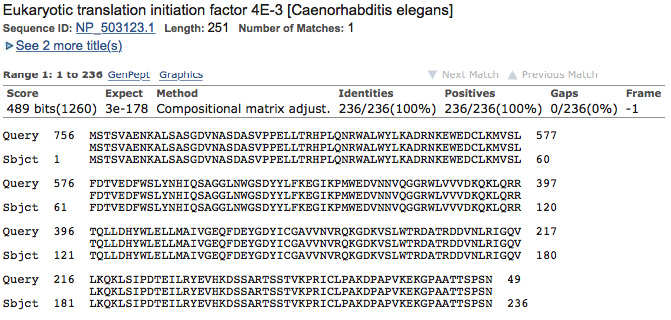 Eukaryotic translation initiation factor 4E-3 [Caenorhabditis elegans]
Sequence ID: NP_503123.1 Length: 251 Number of Matches: 1
See 2 more title(s)
Range 1: 1 to 236 GenPept Graphics Next Match Previous Match
Score Expect Method Identities Positives Gaps Frame
489 bits(1260) 3e-178 Compositional matrix adjust. 236/236(100%) 236/236(100%) 0/236(0%) -1
Query 756 MSTSVAENKALSASGDVNASDASVPPELLTRHPLQNRWALWYLKADRNKEWEDCLKMVSL 577
MSTSVAENKALSASGDVNASDASVPPELLTRHPLQNRWALWYLKADRNKEWEDCLKMVSL
Sbjct 1 MSTSVAENKALSASGDVNASDASVPPELLTRHPLQNRWALWYLKADRNKEWEDCLKMVSL 60
Query 576 FDTVEDFWSLYNHIQSAGGLNWGSDYYLFKEGIKPMWEDVNNVQGGRWLVVVDKQKLQRR 397
FDTVEDFWSLYNHIQSAGGLNWGSDYYLFKEGIKPMWEDVNNVQGGRWLVVVDKQKLQRR
Sbjct 61 FDTVEDFWSLYNHIQSAGGLNWGSDYYLFKEGIKPMWEDVNNVQGGRWLVVVDKQKLQRR 120
Query 396 TQLLDHYWLELLMAIVGEQFDEYGDYICGAVVNVRQKGDKVSLWTRDATRDDVNLRIGQV 217
TQLLDHYWLELLMAIVGEQFDEYGDYICGAVVNVRQKGDKVSLWTRDATRDDVNLRIGQV
Sbjct 121 TQLLDHYWLELLMAIVGEQFDEYGDYICGAVVNVRQKGDKVSLWTRDATRDDVNLRIGQV 180
Query 216 LKQKLSIPDTEILRYEVHKDSSARTSSTVKPRICLPAKDPAPVKEKGPAATTSPSN 49
LKQKLSIPDTEILRYEVHKDSSARTSSTVKPRICLPAKDPAPVKEKGPAATTSPSN
Sbjct 181 LKQKLSIPDTEILRYEVHKDSSARTSSTVKPRICLPAKDPAPVKEKGPAATTSPSN 236